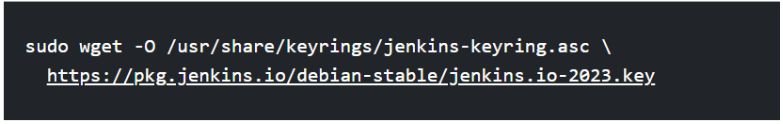 sudo wget -O /usr/share/keyrings/jenkins-keyring.asc \
https://pkg.jenkins.io/debian-stable/jenkins.io-2023.key